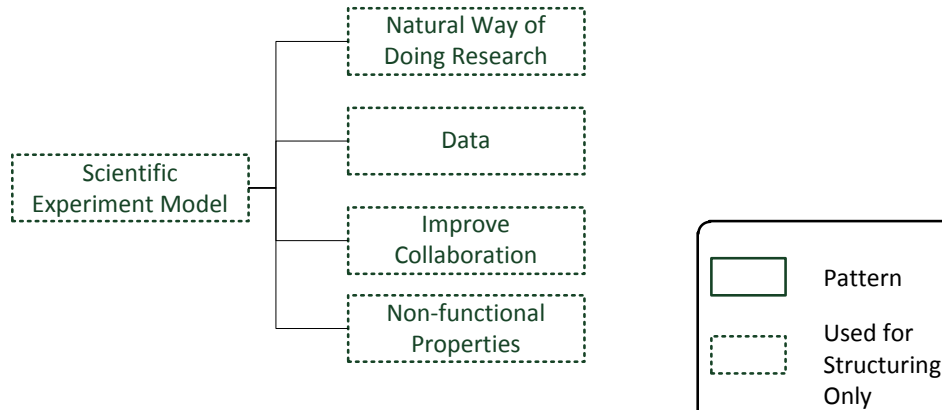 Natural Way of
Doing Research
Data
Scientific
Experiment Model
Improve
Collaboration
Non-functional
Properties
Pattern
Used for
Structuring
Only